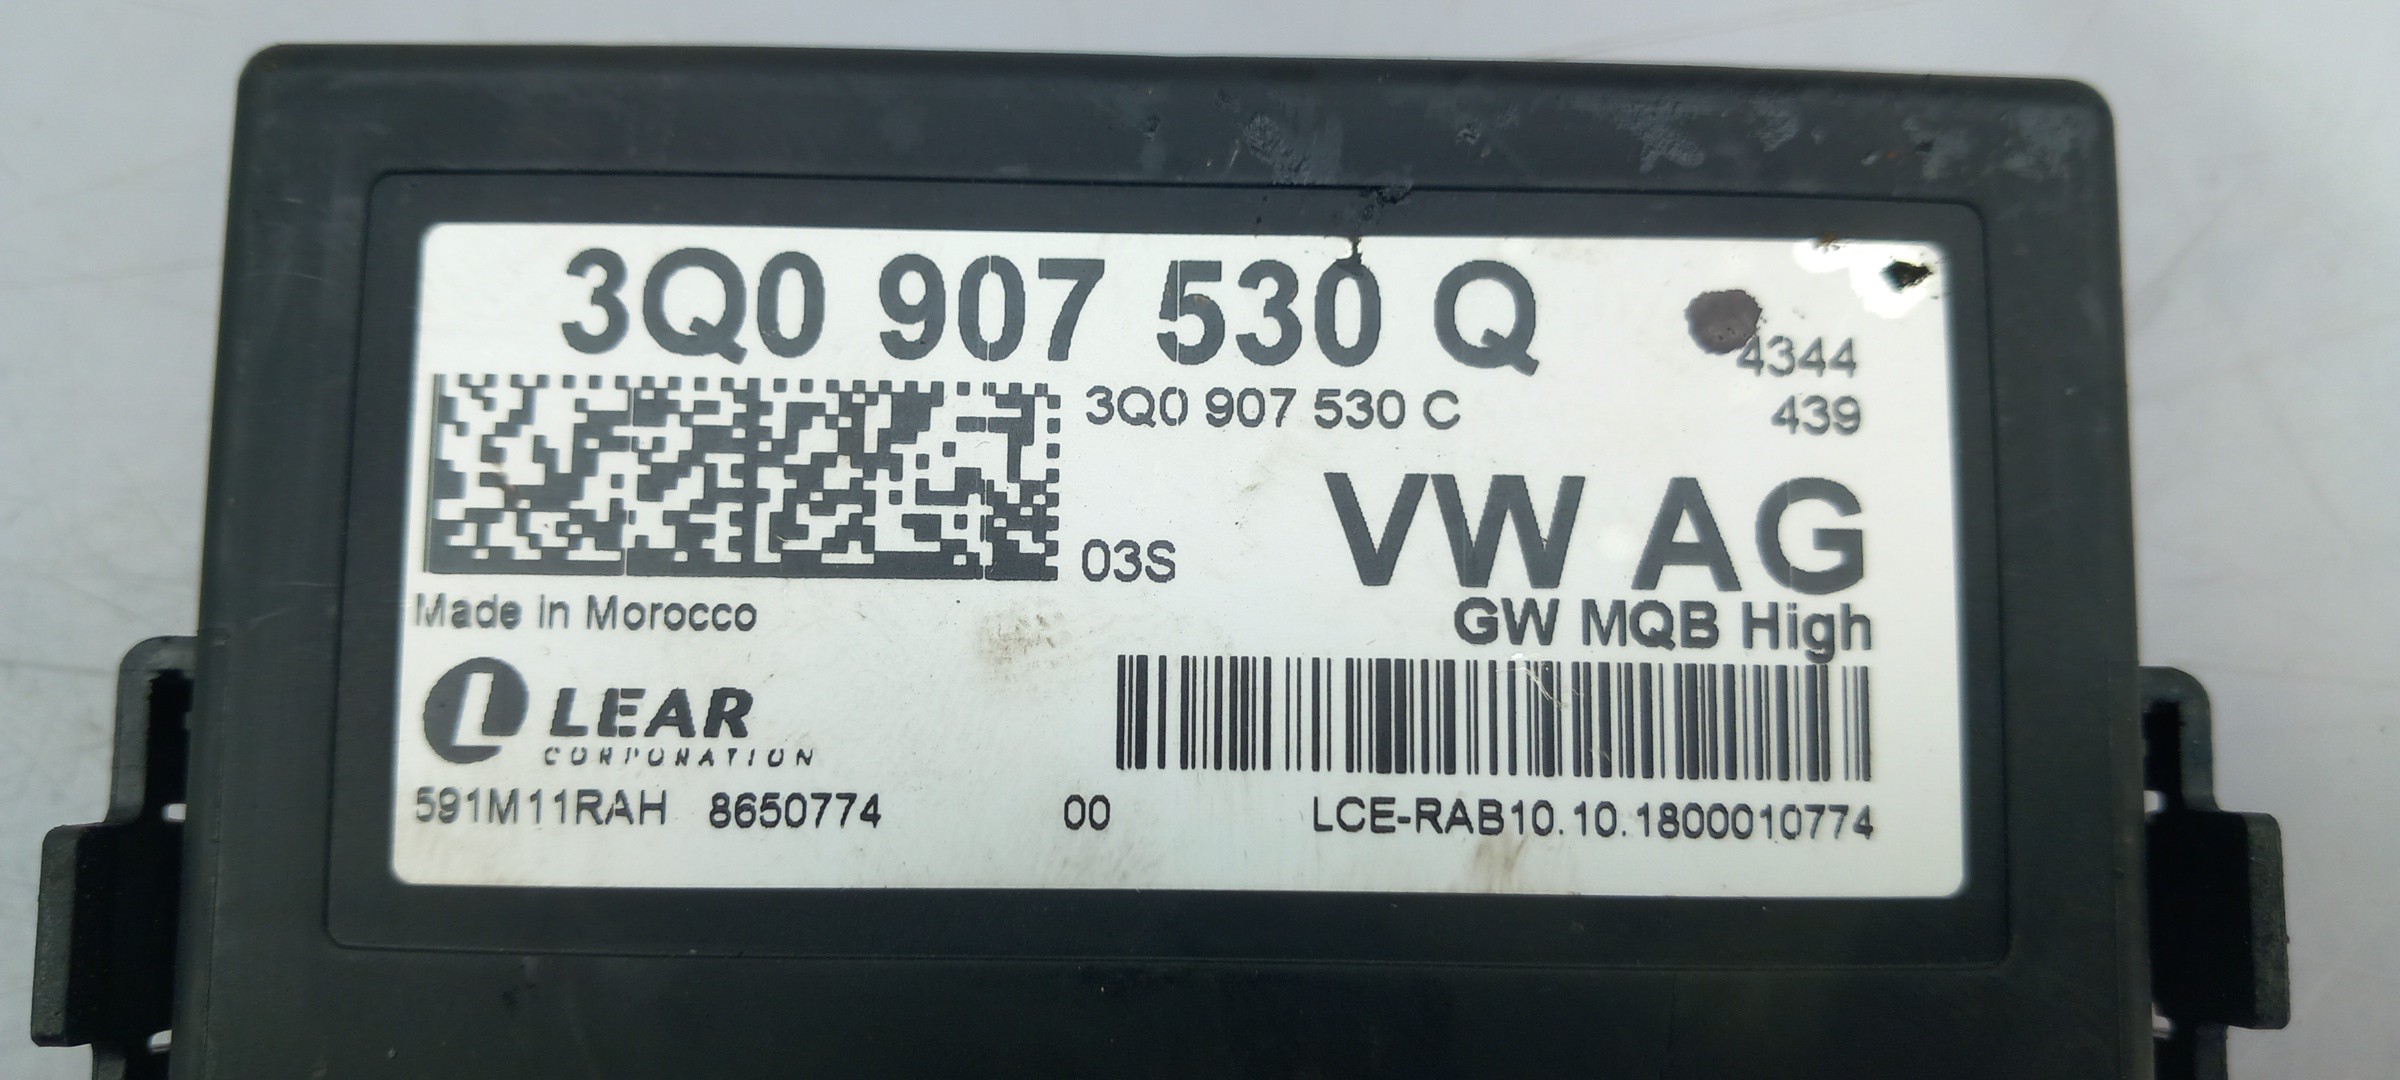 3Q0 907 530 Q
4344
3Q0 907 530 C
439
03S
VW AG
GW MQB High
Made in Morocco
LEAR
CORPORATION
591M11RAH 8650774 00 LCE-RAB10.10.1800010774